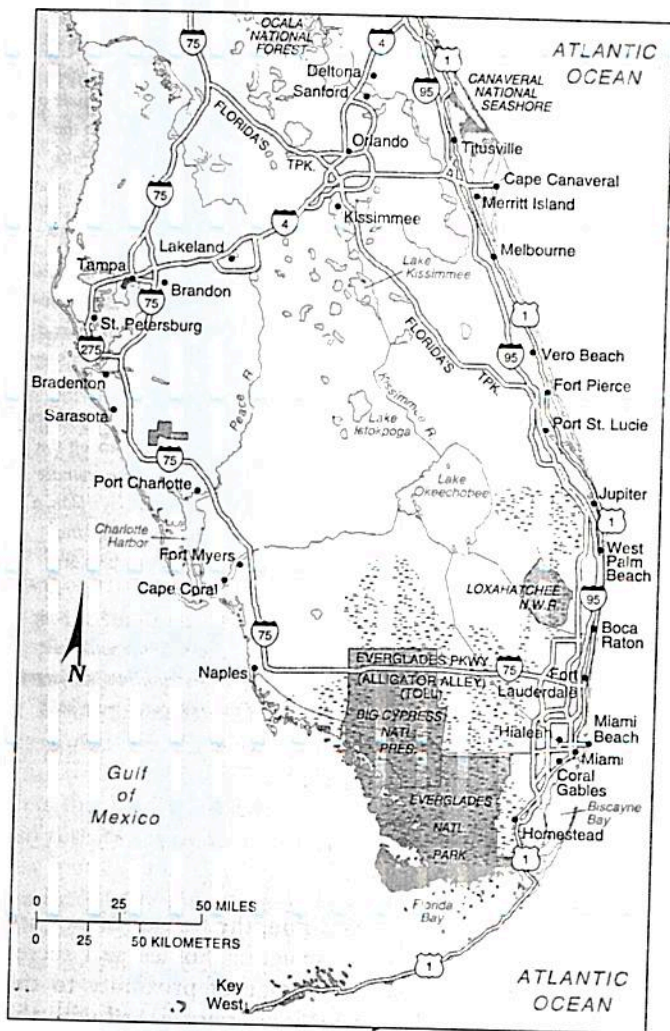 OCALA
NATIONAL
FOREST
75
4
1
ATLANTIC
OCEAN
Deltona
Sanford
95
CANAVERAL
NATIONAL
SEASHORE
FLORIDA'S
TPK.
Orlando
Titusville
75
Cape Canaveral
Merritt Island
Kissimmee
4
Lakeland
Melbourne
Tampa
Lake
Kissimmee
75
Brandon
1
St. Petersburg
FLORIDA'S
TPK.
275
95
Vero Beach
Bradenton
Fort Pierce
Sarasota
Peace R.
Kissimmee R.
Lake
Istokpoga
Port St. Lucie
75
Lake
Okeechobee
Port Charlotte
Jupiter
1
Charlotte
Harbor
Fort Myers
West
Palm
Beach
Cape Coral
LOXAHATCHEE
N.W.R.
95
N
75
Boca
Raton
Naples
EVERGLADES PKWY.
75
(ALLIGATOR ALLEY)
(TOLL)
Fort
Lauderdale
BIG CYPRESS
NATL.
PRES.
Hialeah
Miami
Beach
Miami
Coral
Gables
Gulf
of
Mexico
EVERGLADES
NATL.
PARK
Biscayne
Bay
Homestead
1
0 25 50 MILES
0 25 50 KILOMETERS
Florida
Bay
1
Key
West
ATLANTIC
OCEAN